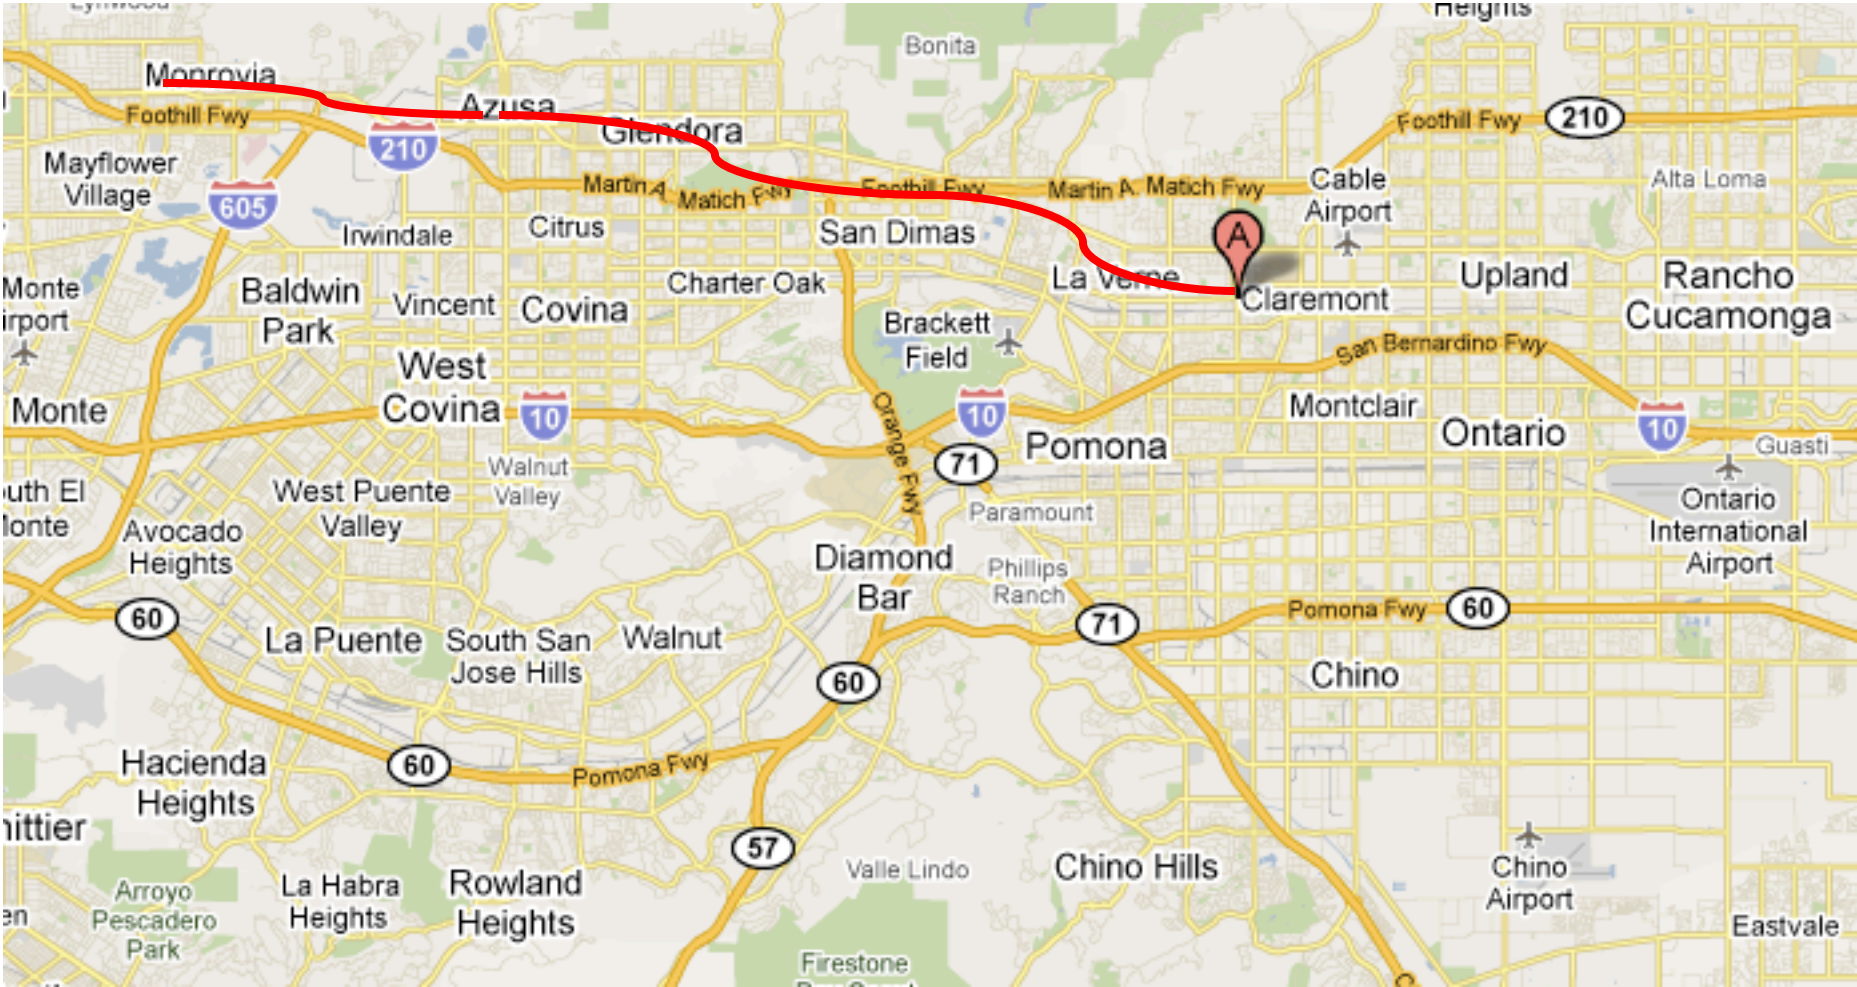 Heights
Bonita
Monrovia
Azusa
Foothill Fwy
Glendora
210
Foothill Fwy
210
Mayflower
Village
605
Martin A. Matich Fwy
Foothill Fwy
Martin A. Matich Fwy
Cable
Airport
Alta Loma
Irwindale
Citrus
San Dimas
A
La Verne
Claremont
Upland
Rancho
Cucamonga
Monte
Baldwin
Park
Vincent
Covina
Charter Oak
Brackett
Field
San Bernardino Fwy
West
Covina
Monte
10
Orange Fwy
10
Montclair
10
Pomona
Ontario
Guasti
71
Walnut
Valley
West Puente
Valley
Paramount
Ontario
International
Airport
Avocado
Heights
Diamond
Bar
Phillips
Ranch
60
La Puente
South San
Jose Hills
Walnut
71
Pomona Fwy
60
60
Chino
Hacienda
Heights
60
Pomona Fwy
57
Valle Lindo
Chino Hills
Chino
Airport
Arroyo
Pescadero
Park
La Habra
Heights
Rowland
Heights
Eastvale
Firestone